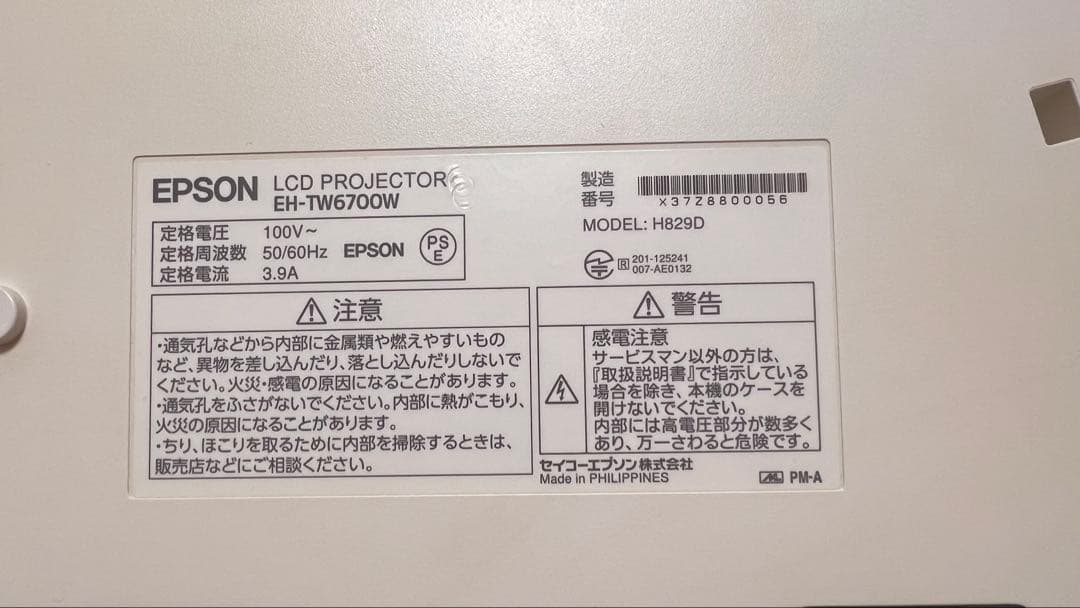 EPSON LCD PROJECTOR
EH-TW6700W
定格電圧 100V~
定格周波数 50/60Hz
定格電流 3.9A
EPSON
PS
E
製造
番号
X37Z8800056
MODEL: H829D
R 201-125241
007-AE0132
注意
・通気孔などから内部に金属類や燃えやすいもの
など、異物を差し込んだり、落とし込んだりしないで
ください。火災・感電の原因になることがあります。
・通気孔をふさがないでください。内部に熱がこもり、
火災の原因になることがあります。
・ちり、ほこりを取るために内部を掃除するときは、
販売店などにご相談ください。
警告
感電注意
サービスマン以外の方は、
『取扱説明書』で指示している
場合を除き、本機のケースを
開けないでください。
内部には高電圧部分が数多く
あり、万一さわると危険です。
セイコーエプソン株式会社
Made in PHILIPPINES
PM-A